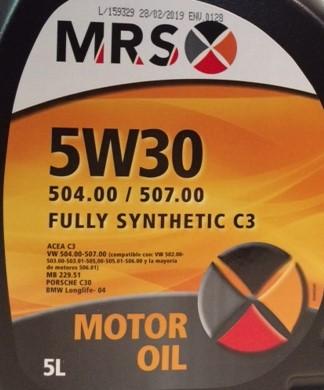 L/159329 28/02/2019 ENV 0128
MRS
5W30
504.00 / 507.00
FULLY SYNTHETIC C3
ACEA C3
VW 504.00-507.00 (compatible con: VW 502.00-
503.00-503.01-505.00-505.01-506.00 y la mayoría
de motores 506.01)
MB 229.51
PORSCHE C30
BMW Longlife- 04
MOTOR
OIL
5L